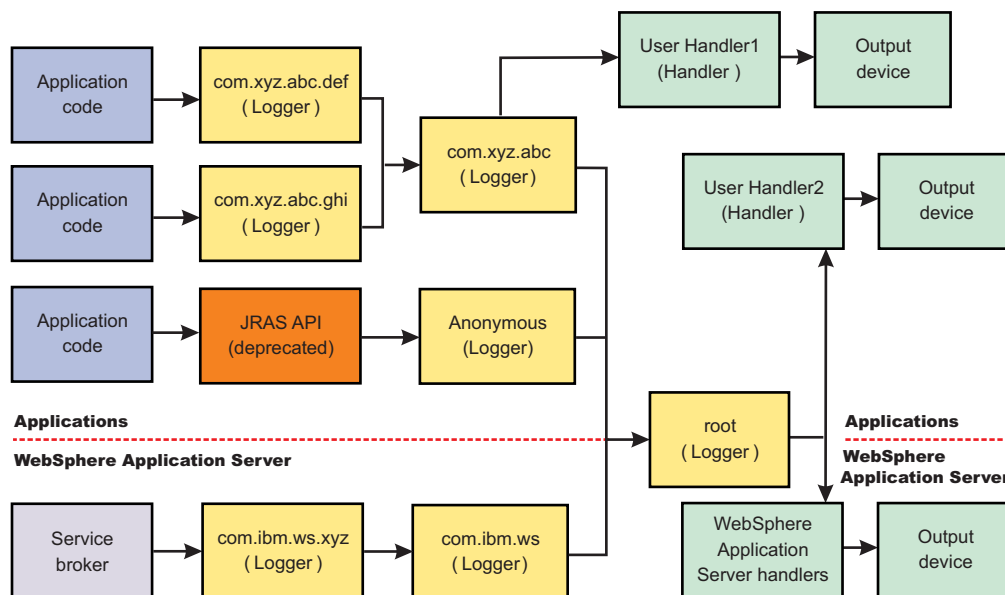 Application
code
com.xyz.abc.def
( Logger )
User Handler1
(Handler )
Output
device
com.xyz.abc
( Logger )
Application
code
com.xyz.abc.ghi
( Logger )
User Handler2
(Handler )
Output
device
Application
code
JRAS API
(deprecated)
Anonymous
(Logger)
Applications
WebSphere Application Server
root
( Logger )
Applications
WebSphere
Application Server
Service
broker
com.ibm.ws.xyz
( Logger )
com.ibm.ws
( Logger )
WebSphere
Application
Server handlers
Output
device